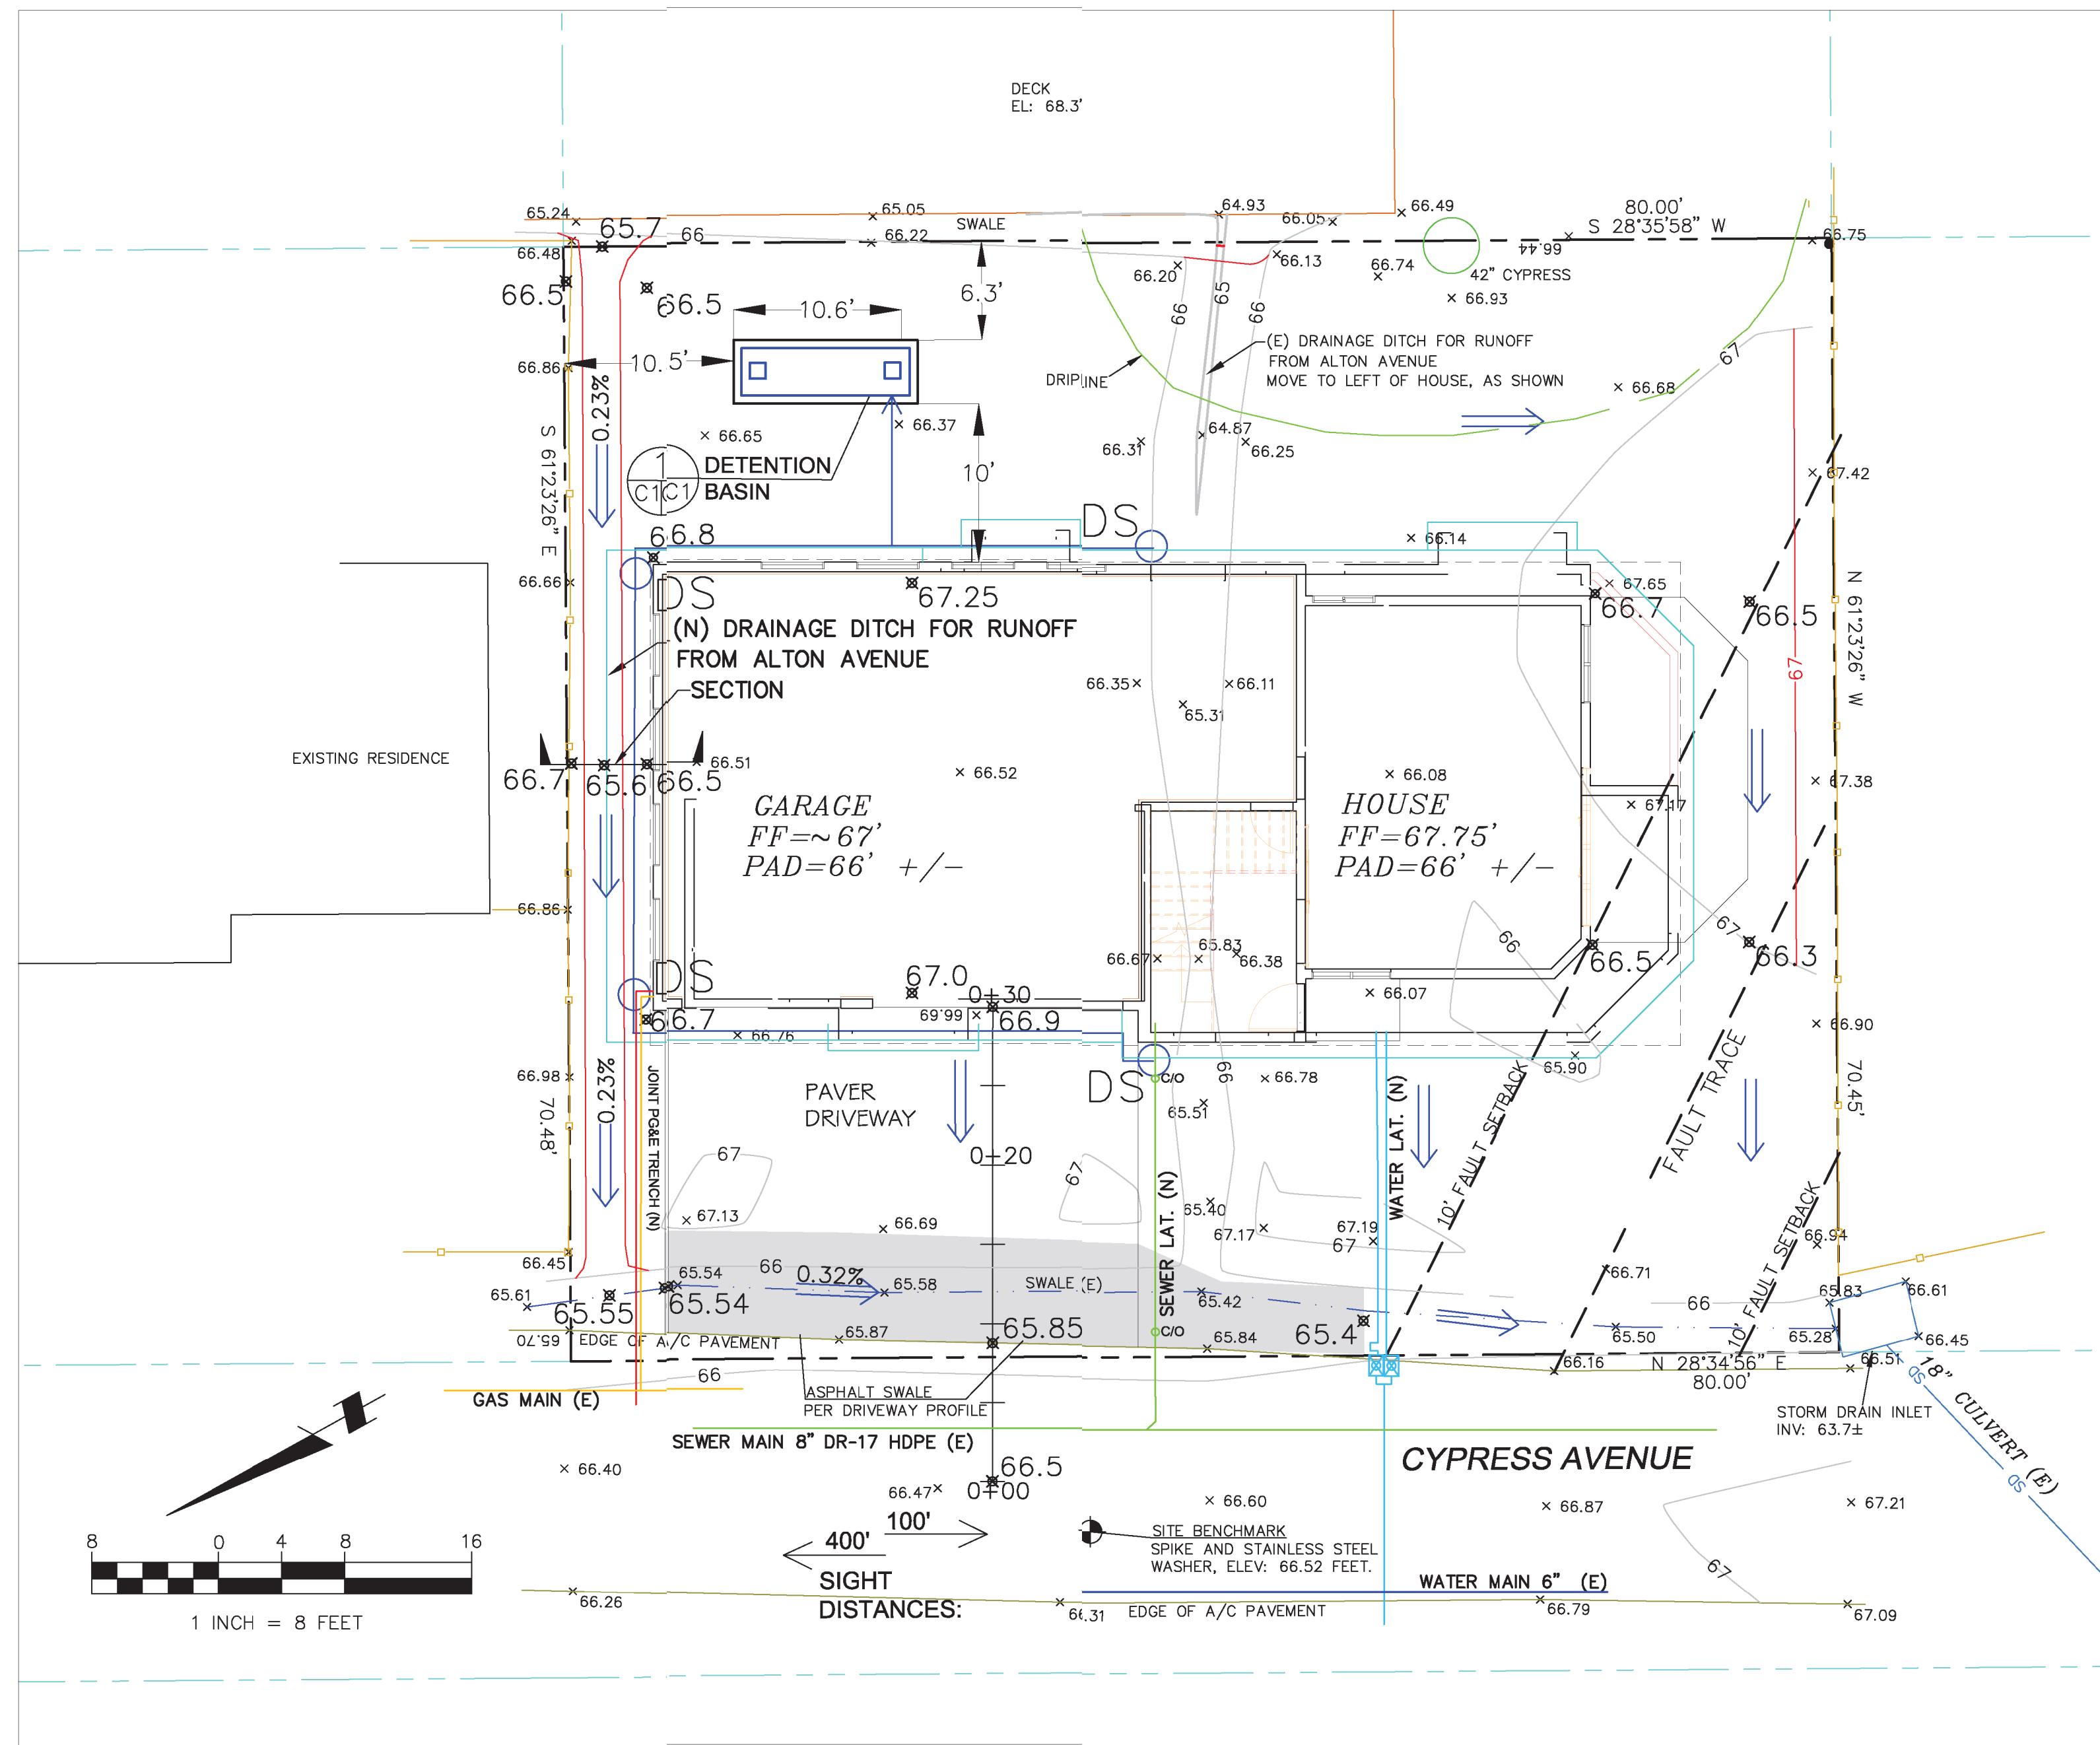 DECK
EL: 68.3'
65.24
65.7
66
65.05
66.22
SWALE
64.93
66.05
66.49
80.00'
S 28°35'58" W
66.75
66.48
66.20
66.13
66.74
66.44
42" CYPRESS
66.93
66.5
66.5
10.6'
6.3'
66
65
66
(E) DRAINAGE DITCH FOR RUNOFF
FROM ALTON AVENUE
MOVE TO LEFT OF HOUSE, AS SHOWN
67
66.86
10.5'
DRIPLINE
66.68
0.23%
66.65
66.37
64.87
66.31
66.25
S 61°23'26" E
1
C1
C1
DETENTION
BASIN
10'
67.42
DS
66.8
66.14
66.66
DS
67.25
67.65
66.7
66.5
N 61°23'26" W
(N) DRAINAGE DITCH FOR RUNOFF
FROM ALTON AVENUE
SECTION
66.35
66.11
65.31
67
EXISTING RESIDENCE
66.7
65.6
66.5
66.51
66.52
66.08
67.38
67.17
GARAGE
FF=~67'
PAD=66' +/-
HOUSE
FF=67.75'
PAD=66' +/-
66.86
66
67
65.83
66.67
66.38
66.5
66.3
DS
67.0
0+30
66.9
66.07
66.7
69.99
66.76
66.90
65.90
66.98
0.23%
70.48'
JOINT PG&E TRENCH (N)
PAVER
DRIVEWAY
DS
C/O
66
66.78
65.51
WATER LAT. (N)
10' FAULT SETBACK
FAULT TRACE
70.45'
67
0+20
67
67.13
66.69
65.40
67.17
67.19
67
SEWER LAT. (N)
10' FAULT SETBACK
66.94
66.45
66
65.54
0.32%
65.58
SWALE (E)
65.42
66.71
66
65.83
66.61
65.61
65.55
65.54
65.87
65.85
C/O
65.84
65.4
65.50
65.28
66.45
65.70
EDGE OF A/C PAVEMENT
66.16
N 28°34'56" E
80.00'
66.51
66
GAS MAIN (E)
ASPHALT SWALE
PER DRIVEWAY PROFILE
STORM DRAIN INLET
INV: 63.7±
SD
18" CULVERT (E)
SD
SEWER MAIN 8" DR-17 HDPE (E)
CYPRESS AVENUE
66.40
66.5
66.47
0+00
66.60
66.87
67.21
100'
400'
SIGHT
DISTANCES:
SITE BENCHMARK
SPIKE AND STAINLESS STEEL
WASHER, ELEV: 66.52 FEET.
67
8 0 4 8 16
1 INCH = 8 FEET
66.26
66.31
EDGE OF A/C PAVEMENT
WATER MAIN 6" (E)
66.79
67.09